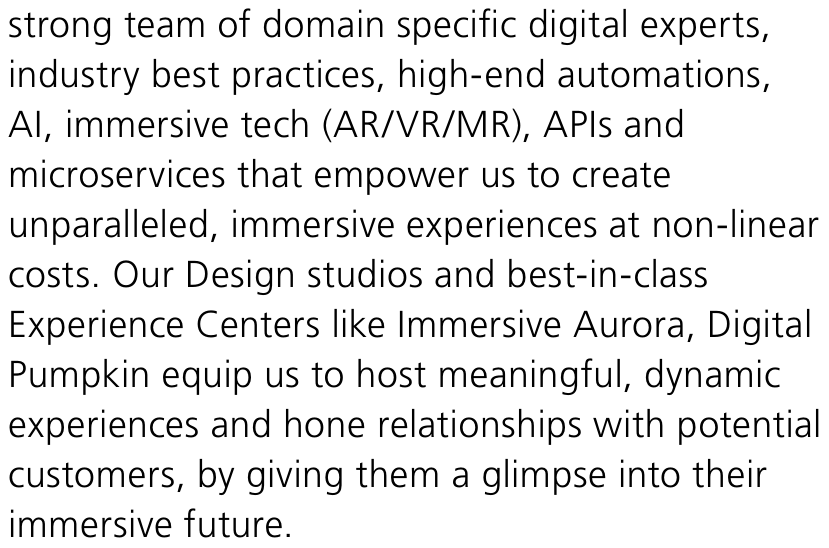 strong team of domain specific digital experts,
industry best practices, high-end automations,
AI, immersive tech (AR/VR/MR), APIs and
microservices that empower us to create
unparalleled, immersive experiences at non-linear
costs. Our Design studios and best-in-class
Experience Centers like Immersive Aurora, Digital
Pumpkin equip us to host meaningful, dynamic
experiences and hone relationships with potential
customers, by giving them a glimpse into their
immersive future.